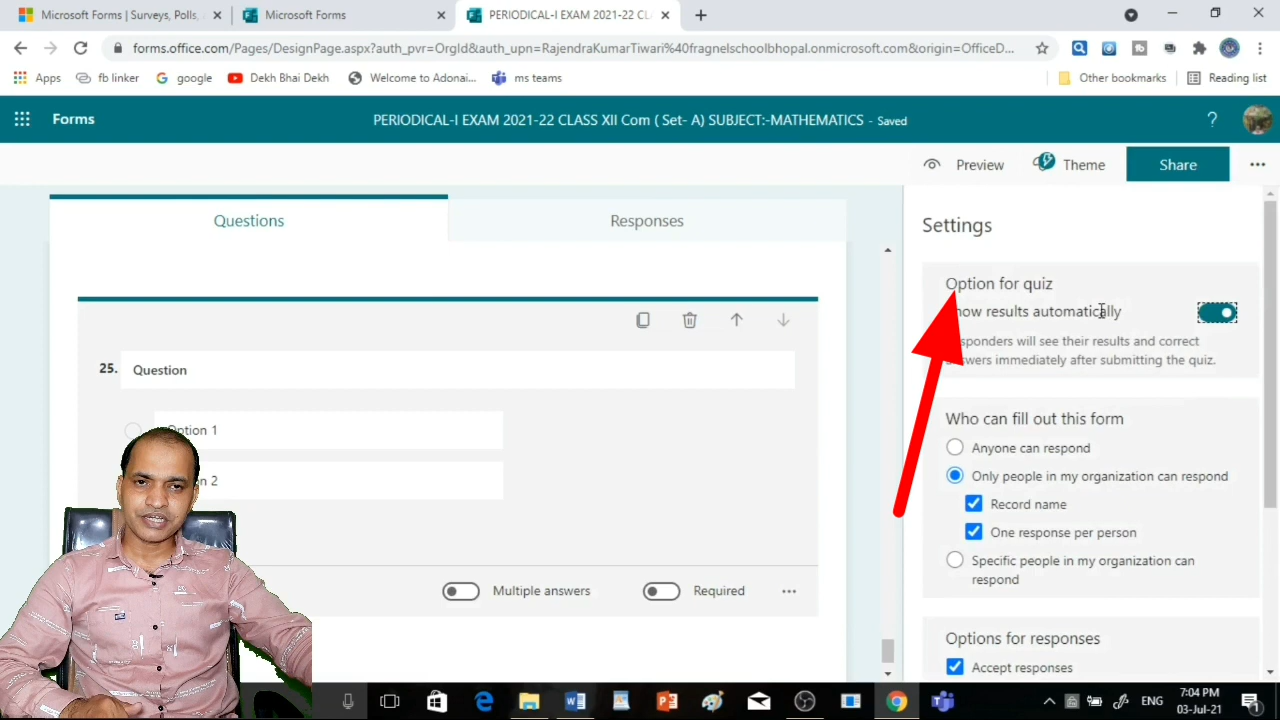 Microsoft Forms | Surveys, Polls,
Microsoft Forms
PERIODICAL-I EXAM 2021-22 CL
forms.office.com/Pages/DesignPage.aspx?auth_pvr=OrgId&auth_upn=RajendraKumarTiwari%40fragnelschoolbhopal.onmicrosoft.com&origin=OfficeD...
Apps
fb linker
google
Dekh Bhai Dekh
Welcome to Adonai...
ms teams
Other bookmarks
Reading list
Forms
PERIODICAL-I EXAM 2021-22 CLASS XII Com ( Set- A) SUBJECT:-MATHEMATICS - Saved
?
Preview
Theme
Share
Questions
Responses
25.
Question
Option 1
2
Multiple answers
Required
Settings
Option for quiz
how results automatically
sponders will see their results and correct
swers immediately after submitting the quiz.
Who can fill out this form
Anyone can respond
Only people in my organization can respond
Record name
One response per person
Specific people in my organization can
respond
Options for responses
Accept responses
ENG
7:04 PM
03-Jul-21
1